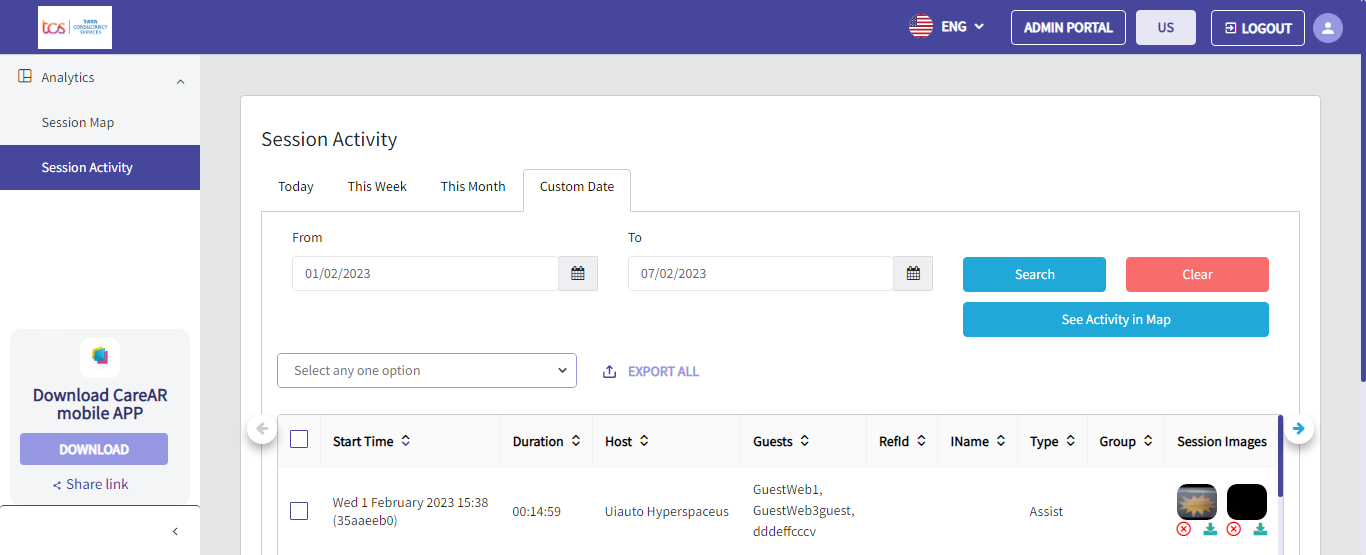 tcs TATA CONSULTANCY SERVICES
ENG
ADMIN PORTAL
US
LOGOUT
Analytics
Session Map
Session Activity
Download CareAR
mobile APP
DOWNLOAD
Share link
Session Activity
Today This Week This Month Custom Date
From To
01/02/2023 07/02/2023 Search Clear
See Activity in Map
Select any one option EXPORT ALL
Start Time Duration Host Guests RefId IName Type Group Session Images
Wed 1 February 2023 15:38
(35aaeeb0)
00:14:59
Uiauto Hyperspaceus
GuestWeb1,
GuestWeb3guest,
dddeffcccv
Assist